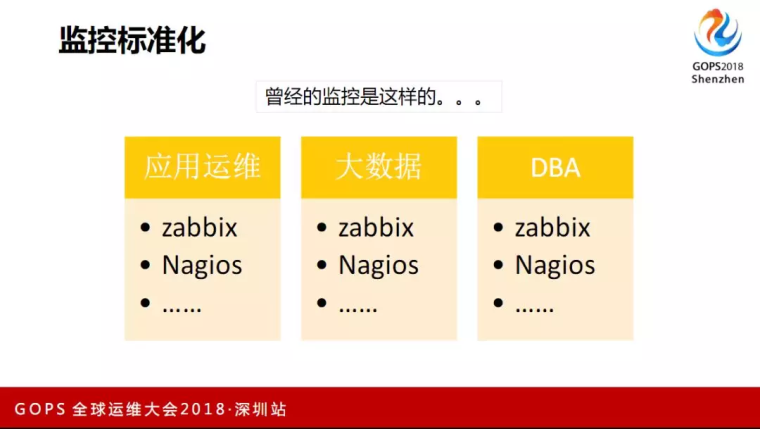 监控标准化
GOPS2018
Shenzhen
曾经的监控是这样的。。。
应用运维
• zabbix
• Nagios
• ……
大数据
• zabbix
• Nagios
• ……
DBA
• zabbix
• Nagios
• ……
GOPS 全球运维大会2018·深圳站